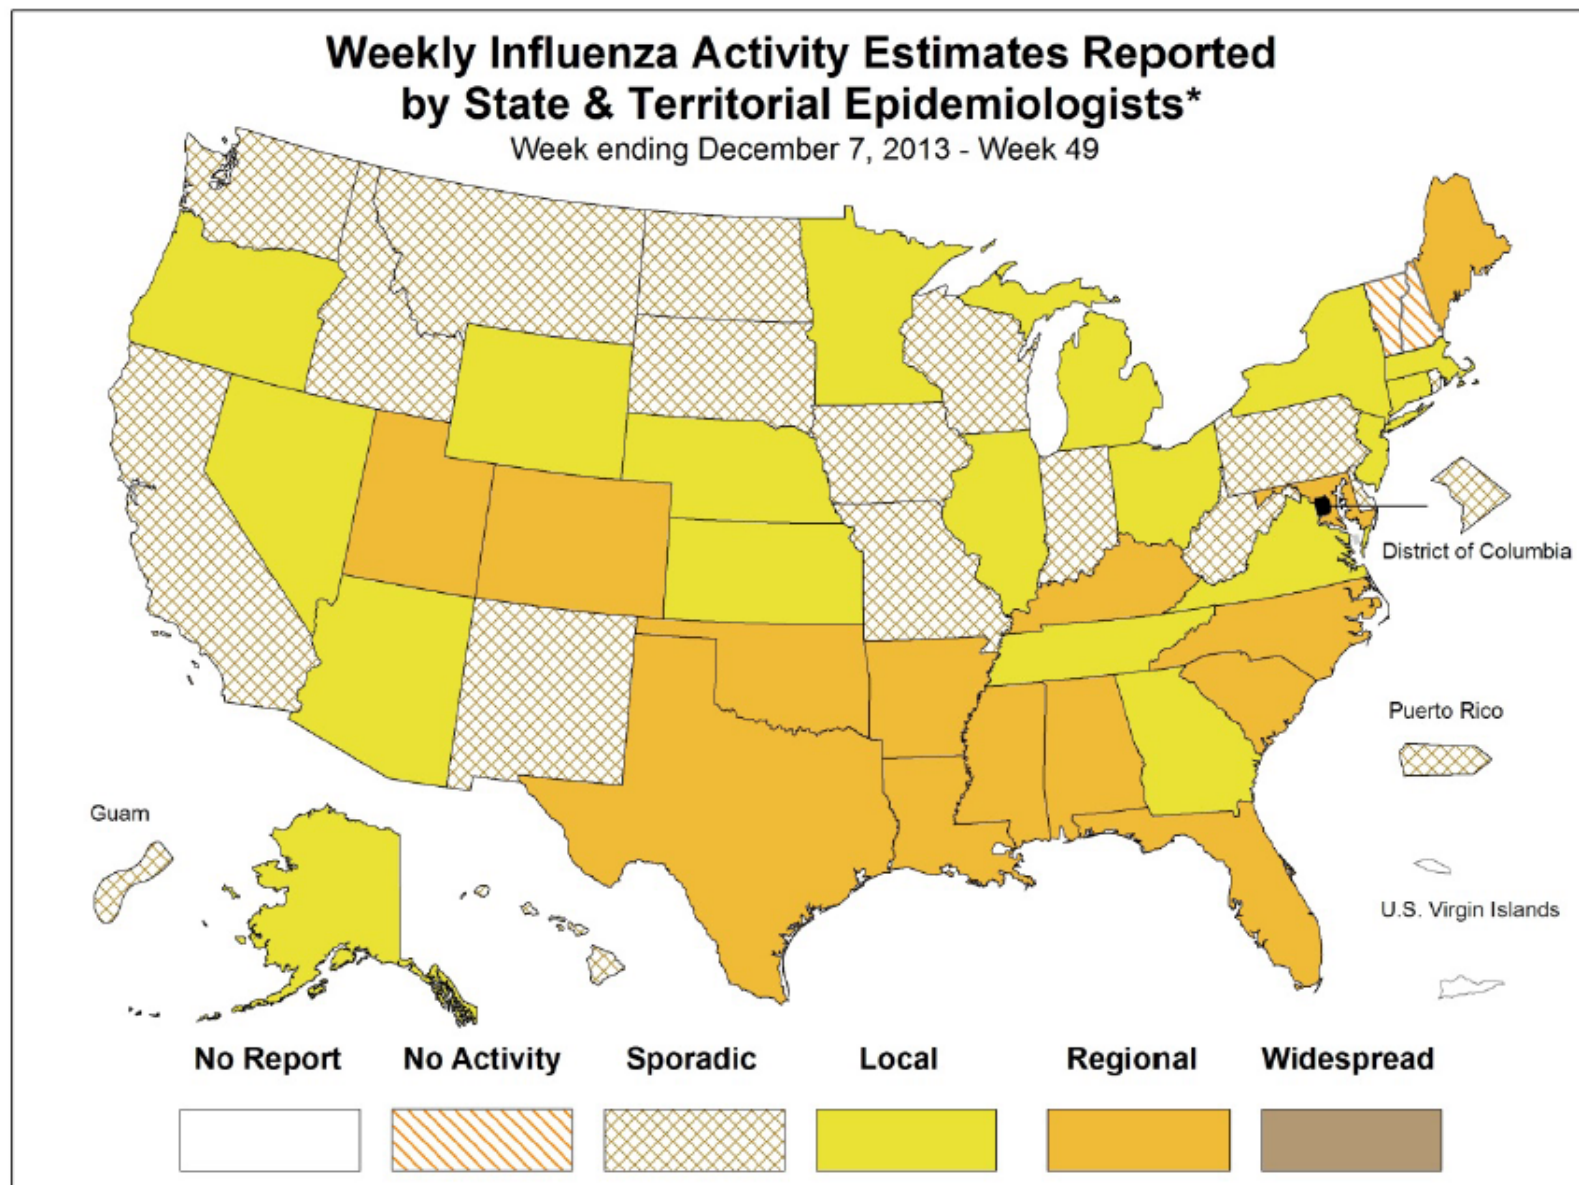 Weekly Influenza Activity Estimates Reported
by State & Territorial Epidemiologists*
Week ending December 7, 2013 - Week 49
District of Columbia
Puerto Rico
Guam
U.S. Virgin Islands
No Report
No Activity
Sporadic
Local
Regional
Widespread